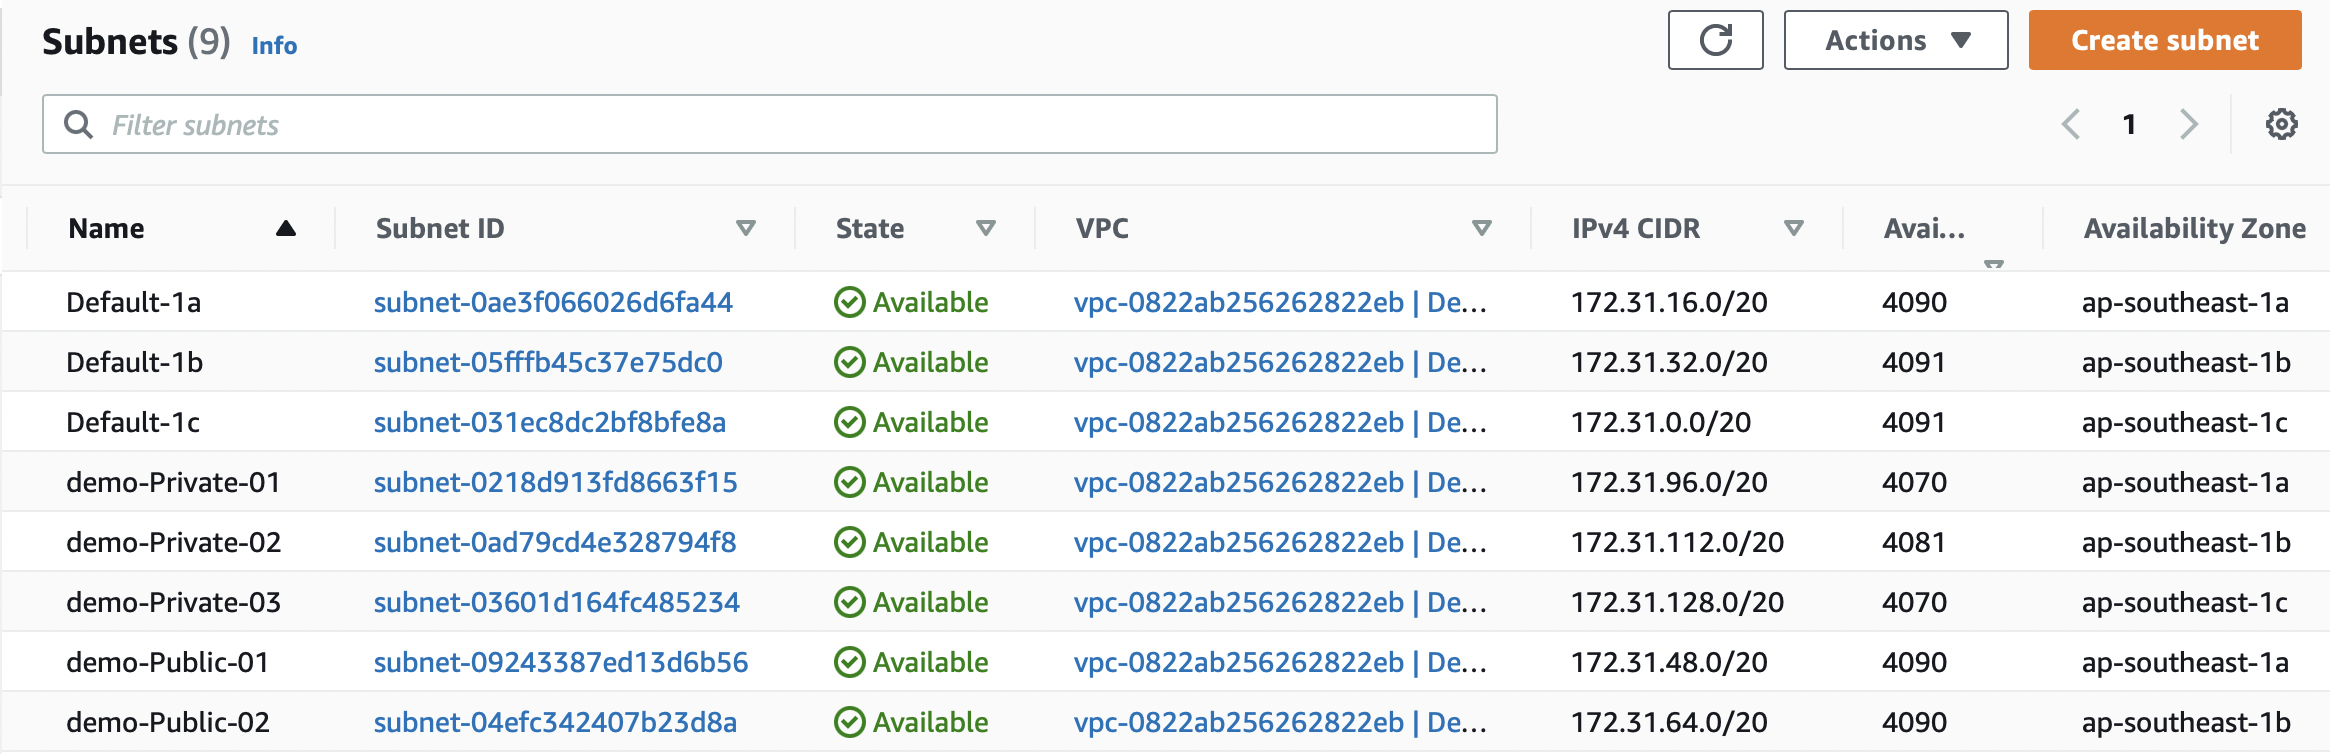 Subnets (9) Info
Actions
Create subnet
Filter subnets
1
Name Subnet ID State VPC IPv4 CIDR Avai... Availability Zone
Default-1a subnet-0ae3f066026d6fa44 Available vpc-0822ab256262822eb | De... 172.31.16.0/20 4090 ap-southeast-1a
Default-1b subnet-05fffb45c37e75dc0 Available vpc-0822ab256262822eb | De... 172.31.32.0/20 4091 ap-southeast-1b
Default-1c subnet-031ec8dc2bf8bfe8a Available vpc-0822ab256262822eb | De... 172.31.0.0/20 4091 ap-southeast-1c
demo-Private-01 subnet-0218d913fd8663f15 Available vpc-0822ab256262822eb | De... 172.31.96.0/20 4070 ap-southeast-1a
demo-Private-02 subnet-0ad79cd4e328794f8 Available vpc-0822ab256262822eb | De... 172.31.112.0/20 4081 ap-southeast-1b
demo-Private-03 subnet-03601d164fc485234 Available vpc-0822ab256262822eb | De... 172.31.128.0/20 4070 ap-southeast-1c
demo-Public-01 subnet-09243387ed13d6b56 Available vpc-0822ab256262822eb | De... 172.31.48.0/20 4090 ap-southeast-1a
demo-Public-02 subnet-04efc342407b23d8a Available vpc-0822ab256262822eb | De... 172.31.64.0/20 4090 ap-southeast-1b